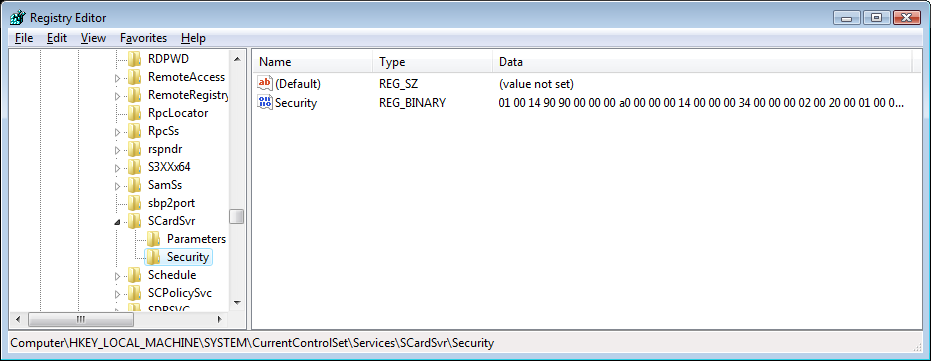 Registry Editor
File Edit View Favorites Help
RDPWD
RemoteAccess
RemoteRegistry
RpcLocator
RpcSs
rspndr
S3XXx64
SamSs
sbp2port
SCardSvr
Parameters
Security
Schedule
SCPolicySvc
SDRSVC
Name Type Data
ab (Default) REG_SZ (value not set)
Security REG_BINARY 01 00 14 90 90 00 00 00 a0 00 00 00 14 00 00 00 34 00 00 00 02 00 20 00 01 00 0...
Computer\HKEY_LOCAL_MACHINE\SYSTEM\CurrentControlSet\Services\SCardSvr\Security